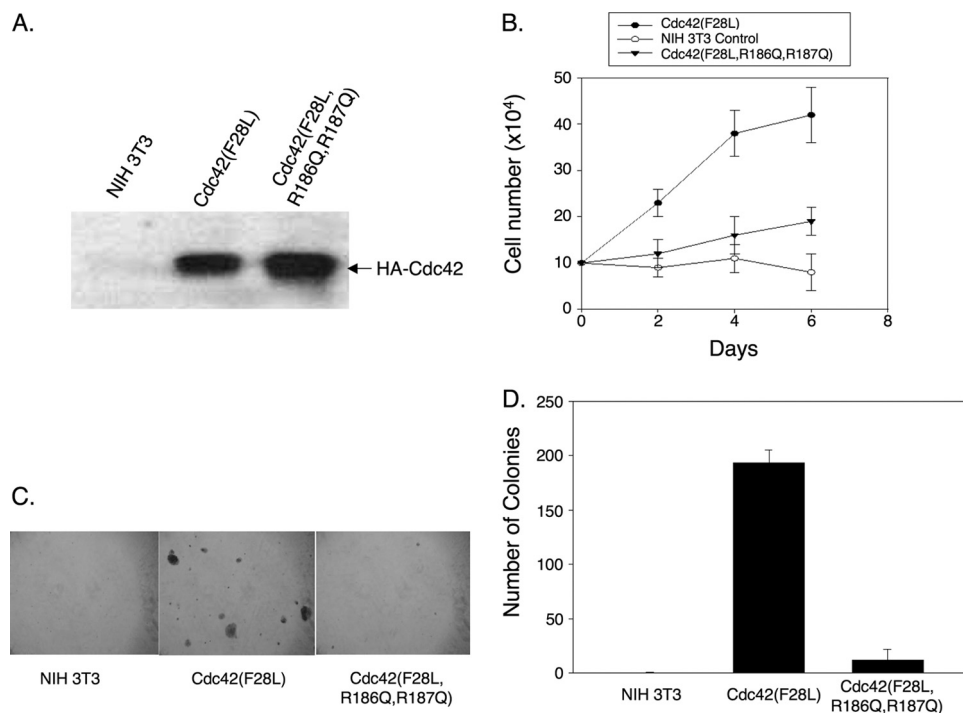 A.
NIH 3T3
Cdc42(F28L)
Cdc42(F28L,
R186Q,R187Q)
HA-Cdc42
B.
Cdc42(F28L)
NIH 3T3 Control
Cdc42(F28L,R186Q,R187Q)
Cell number (x10⁴)
50
40
30
20
10
0
0 2 4 6 8
Days
C.
NIH 3T3
Cdc42(F28L)
Cdc42(F28L,
R186Q,R187Q)
D.
Number of Colonies
250
200
150
100
50
0
NIH 3T3
Cdc42(F28L)
Cdc42(F28L,
R186Q,R187Q)